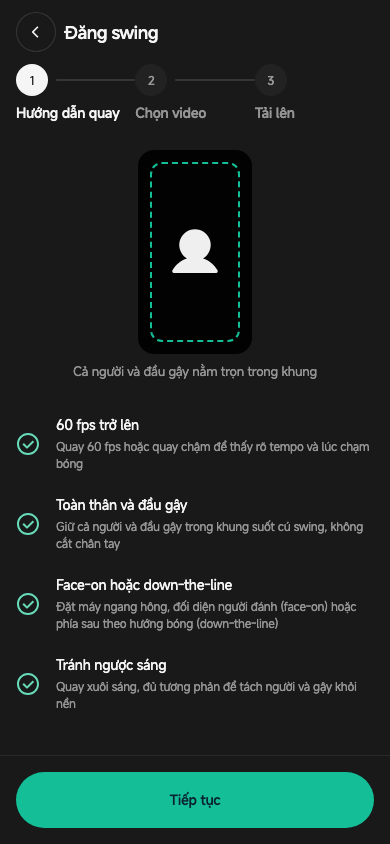 Đăng swing
1
2
3
Hướng dẫn quay
Chọn video
Tải lên
Cả người và đầu gậy nằm trọn trong khung
60 fps trở lên
Quay 60 fps hoặc quay chậm để thấy rõ tempo và lúc chạm
bóng
Toàn thân và đầu gậy
Giữ cả người và đầu gậy trong khung suốt cú swing, không
cắt chân tay
Face-on hoặc down-the-line
Đặt máy ngang hông, đối diện người đánh (face-on) hoặc
phía sau theo hướng bóng (down-the-line)
Tránh ngược sáng
Quay xuôi sáng, đủ tương phản để tách người và gậy khỏi
nền
Tiếp tục